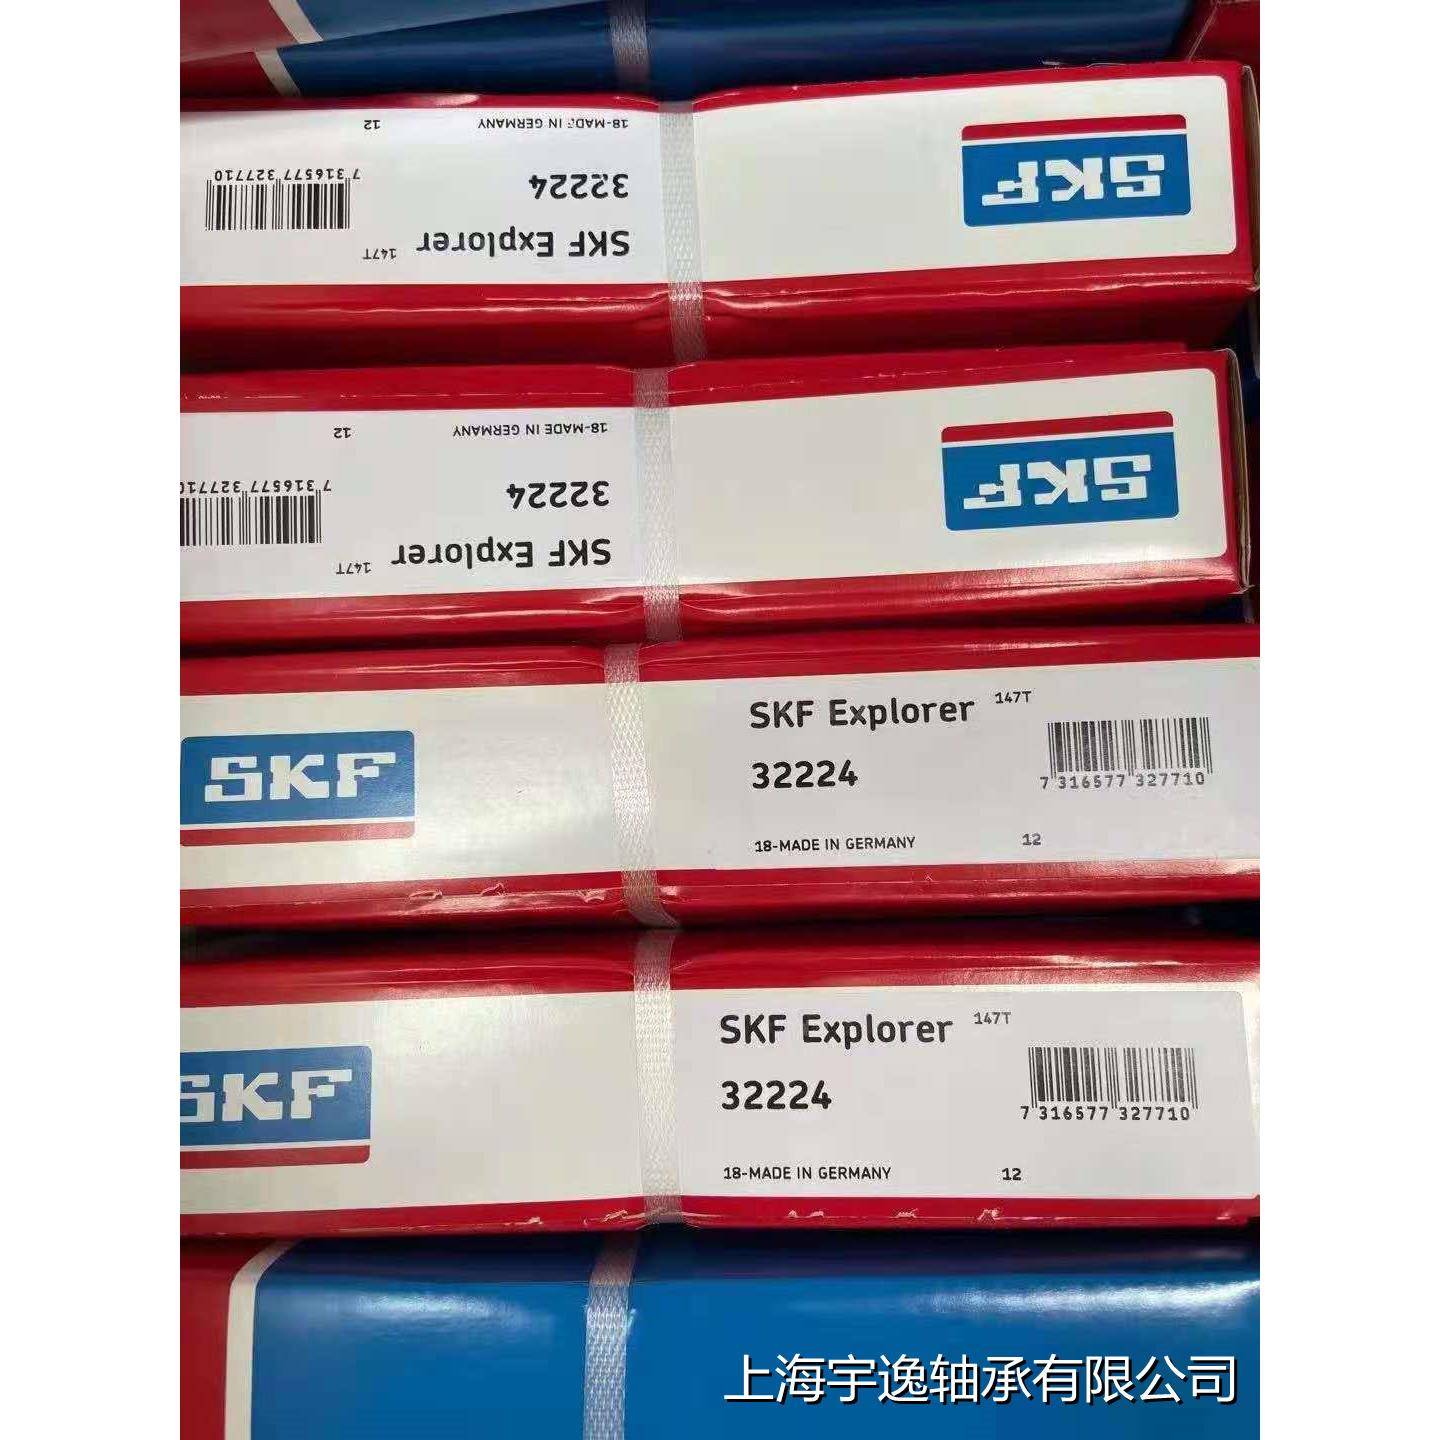 SKF
18-MADE IN GERMANY 12
32224
7 316577 327710
SKF Explorer 147T
SKF
18-MADE IN GERMANY 12
32224
7 316577 32771
SKF Explorer 147T
SKF
SKF Explorer 147T
32224
7 316577 327710
18-MADE IN GERMANY 12
SKF
SKF Explorer 147T
32224
7 316577 327710
18-MADE IN GERMANY 12
上海宇逸轴承有限公司